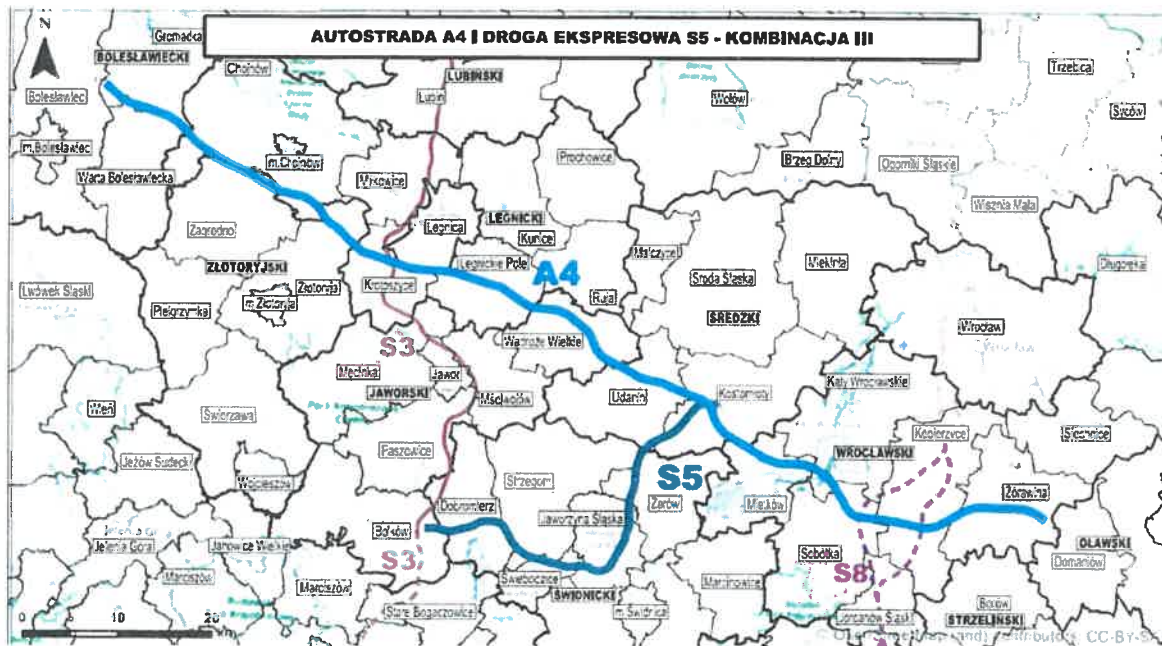 AUTOSTRADA A4 I DROGA EKSPRESOWA S5 - KOMBINACJA III
Gromadka
BOLESŁAWIECKI
Chojnów
LUBIŃSKI
Lubin
Trzebnica
Bolesławiec
Wołów
Syców
m.Bolesławiec
m.Chojnów
Prochowice
Brzeg Dolny
Oborniki Śląskie
Warta Bolesławiecka
Miłkowice
Wisznia Mała
Zagrodno
Legnica
LEGNICKI
Kunice
Malczyce
Miękinia
Długołęka
ZŁOTORYJSKI
Legnickie Pole
A4
Środa Śląska
Lwówek Śląski
Pielgrzymka
m.Złotoryja
Złotoryja
Krotoszyce
Ruja
ŚREDZKI
Wrocław
S3
Wądroże Wielkie
Męcinka
Jawor
Kąty Wrocławskie
JAWORSKI
Mściwojów
Udanin
Kostomłoty
Wleń
Świerzawa
Siechnice
Kobierzyce
Paszowice
WROCŁAWSKI
Jeżów Sudecki
Wojcieszów
Strzegom
S5
Żarów
Mietków
Żórawina
Dobromierz
Jaworzyna Śląska
Bolków
Jelenia Góra
Janowice Wielkie
S3
Sobótka
OŁAWSKI
Domaniów
Marciszów
Marciszów
Świebodzice
S8
Marcinowice
ŚWIDNICKI
Stare Bogaczowice
m.Świdnica
Jordanów Śląski
Borów
STRZELIŃSKI
0 10 20